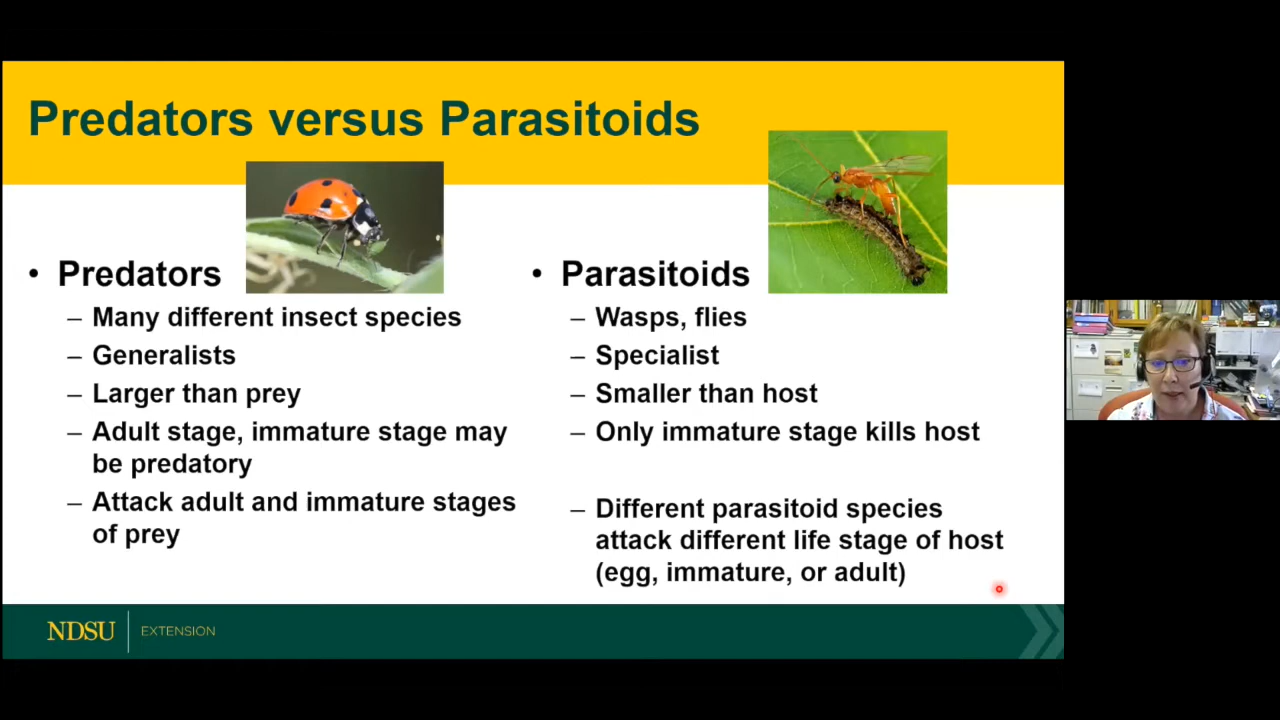 Predators versus Parasitoids
• Predators
– Many different insect species
– Generalists
– Larger than prey
– Adult stage, immature stage may
be predatory
– Attack adult and immature stages
of prey
• Parasitoids
– Wasps, flies
– Specialist
– Smaller than host
– Only immature stage kills host
– Different parasitoid species
attack different life stage of host
(egg, immature, or adult)
NDSU EXTENSION